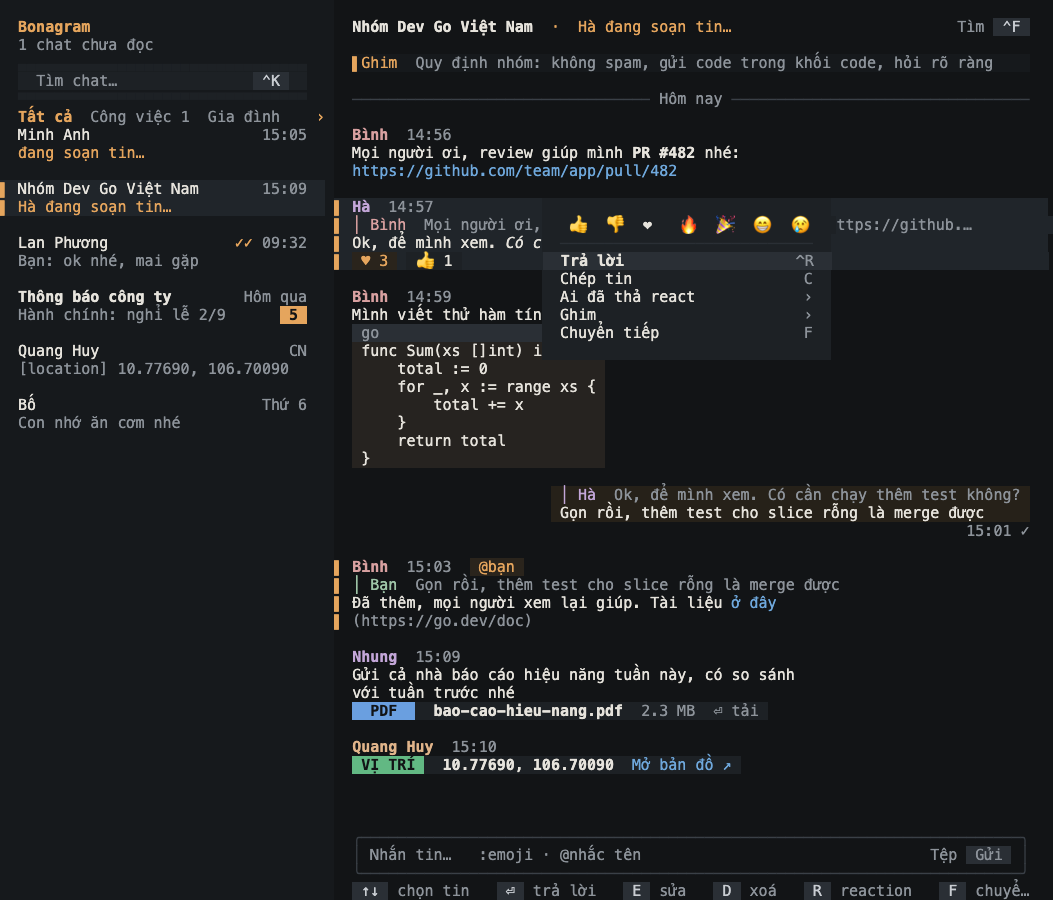 Bonagram
1 chat chưa đọc
Tìm chat… ^K
Tất cả Công việc 1 Gia đình ›
Minh Anh 15:05
đang soạn tin…
Nhóm Dev Go Việt Nam 15:09
Hà đang soạn tin…
Lan Phương ✓✓ 09:32
Bạn: ok nhé, mai gặp
Thông báo công ty Hôm qua
Hành chính: nghỉ lễ 2/9 5
Quang Huy CN
[location] 10.77690, 106.70090
Bố Thứ 6
Con nhớ ăn cơm nhé
Nhóm Dev Go Việt Nam · Hà đang soạn tin… Tìm ^F
Ghim Quy định nhóm: không spam, gửi code trong khối code, hỏi rõ ràng
Hôm nay
Bình 14:56
Mọi người ơi, review giúp mình PR #482 nhé:
https://github.com/team/app/pull/482
Hà 14:57
│ Bình Mọi người ơi, ttps://github.…
Ok, để mình xem. Có c
♥ 3 👍 1
👍 👎 ❤ 🔥 🎉 😁 😢
Trả lời ^R
Chép tin C
Ai đã thả react ›
Ghim ›
Chuyển tiếp F
Bình 14:59
Mình viết thử hàm tín
go
func Sum(xs []int) i
    total := 0
    for _, x := range xs {
        total += x
    }
    return total
}
│ Hà Ok, để mình xem. Có cần chạy thêm test không?
Gọn rồi, thêm test cho slice rỗng là merge được
15:01 ✓
Bình 15:03 @bạn
│ Bạn Gọn rồi, thêm test cho slice rỗng là merge được
Đã thêm, mọi người xem lại giúp. Tài liệu ở đây
(https://go.dev/doc)
Nhung 15:09
Gửi cả nhà báo cáo hiệu năng tuần này, có so sánh
với tuần trước nhé
PDF bao-cao-hieu-nang.pdf 2.3 MB ⏎ tải
Quang Huy 15:10
VỊ TRÍ 10.77690, 106.70090 Mở bản đồ ↗
Nhắn tin… :emoji · @nhắc tên Tệp Gửi
↑↓ chọn tin ⏎ trả lời E sửa D xoá R reaction F chuyể…